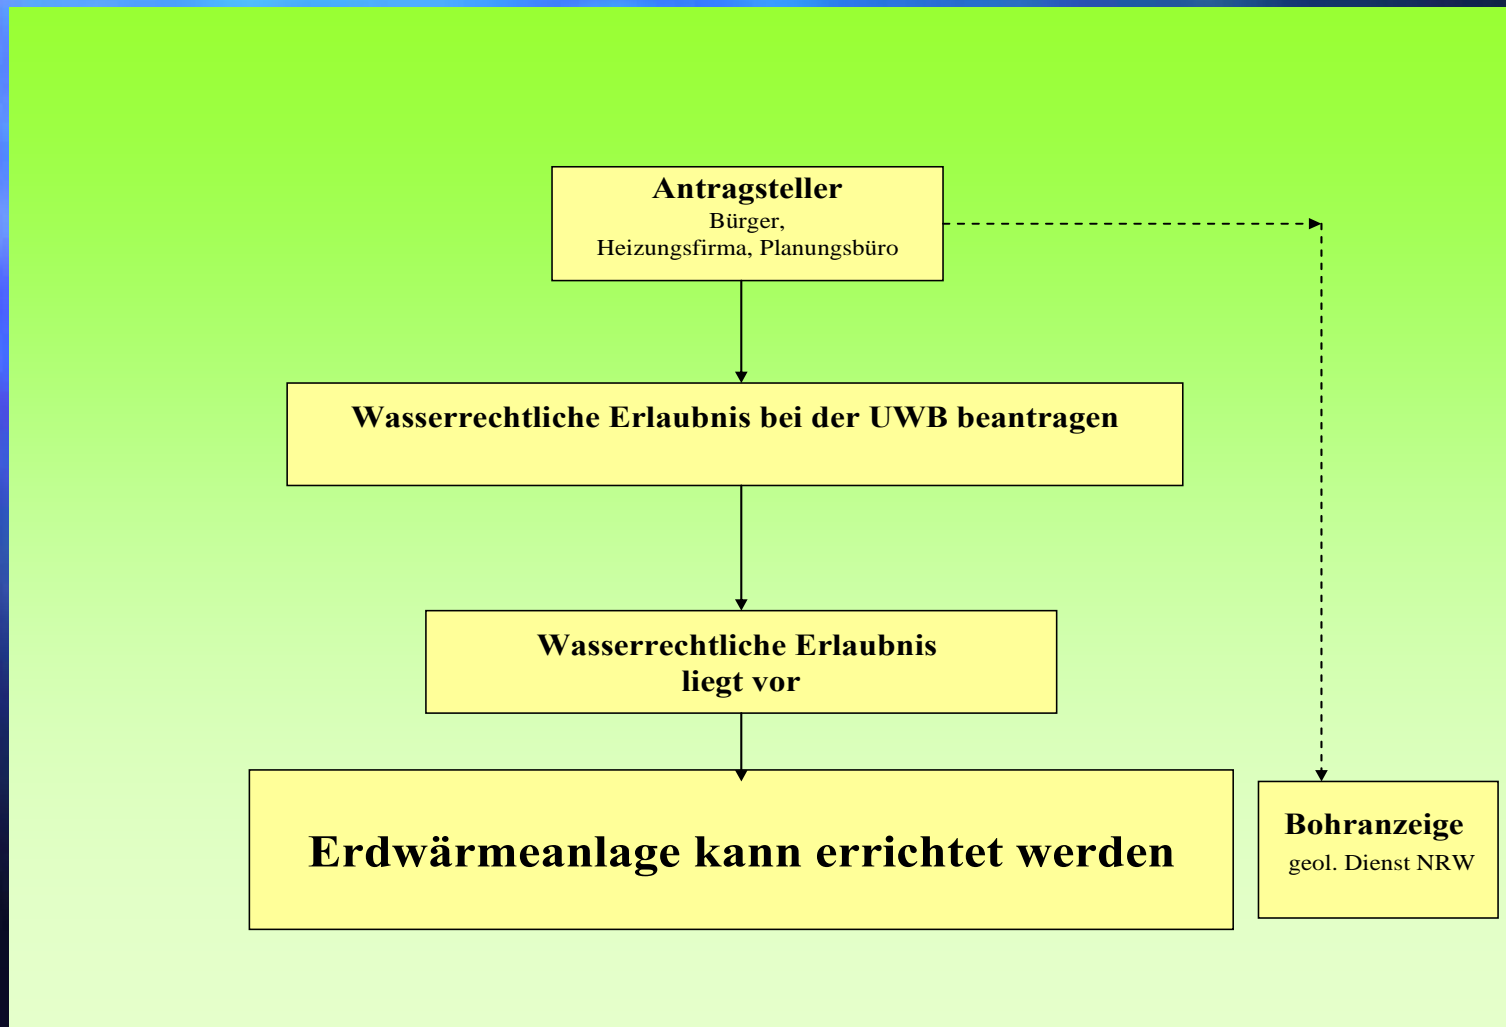 Antragsteller
Bürger,
Heizungsfirma, Planungsbüro
Wasserrechtliche Erlaubnis bei der UWB beantragen
Wasserrechtliche Erlaubnis
liegt vor
Erdwärmeanlage kann errichtet werden
Bohranzeige
geol. Dienst NRW